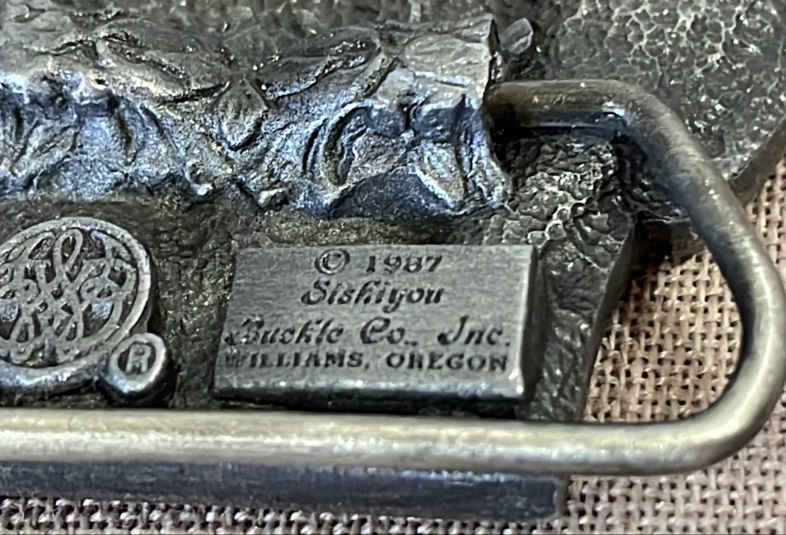 © 1987
Siskiyou
Buckle Co., Inc.
WILLIAMS, OREGON
®